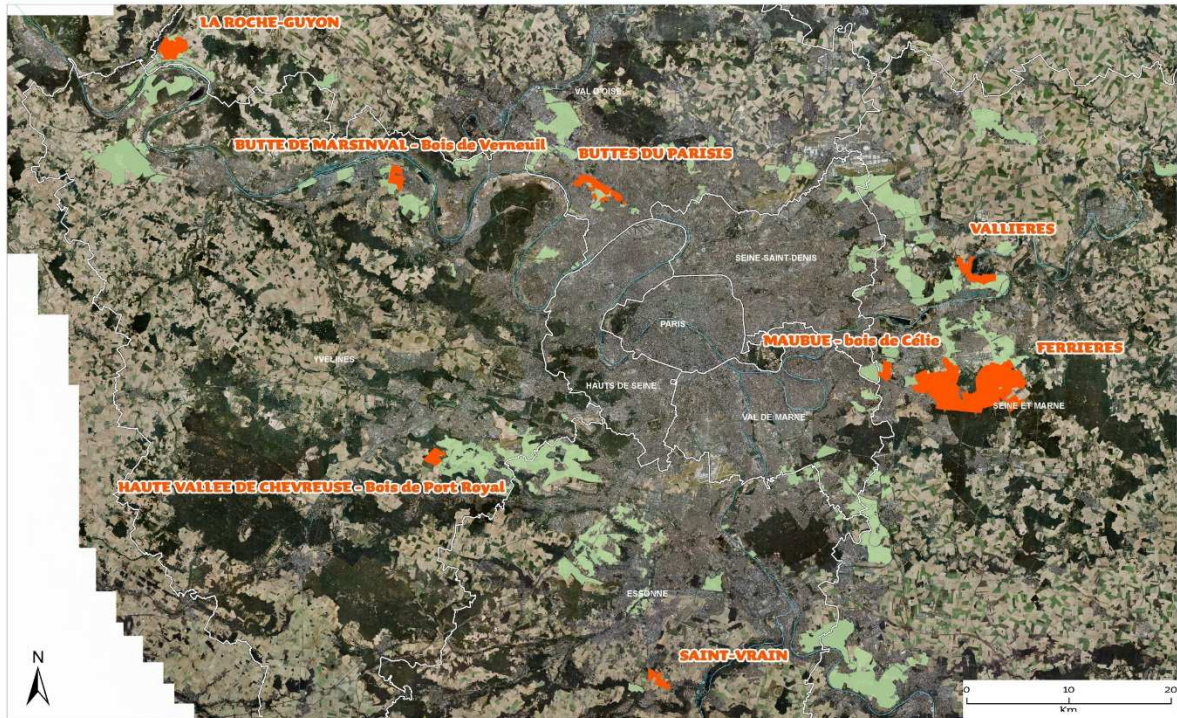 LA ROCHE-GUYON
VAL D'OISE
BUTTE DE MARSINVAL - Bois de Verneuil
BUTTES DU PARISIS
VALLIERES
SEINE-SAINT-DENIS
PARIS
MAUBUE - bois de Célie
FERRIERES
YVELINES
HAUTS DE SEINE
SEINE ET MARNE
VAL DE MARNE
HAUTE VALLEE DE CHEVREUSE - Bois de Port Royal
ESSONNE
SAINT-VRAIN
N
0 10 20
Km